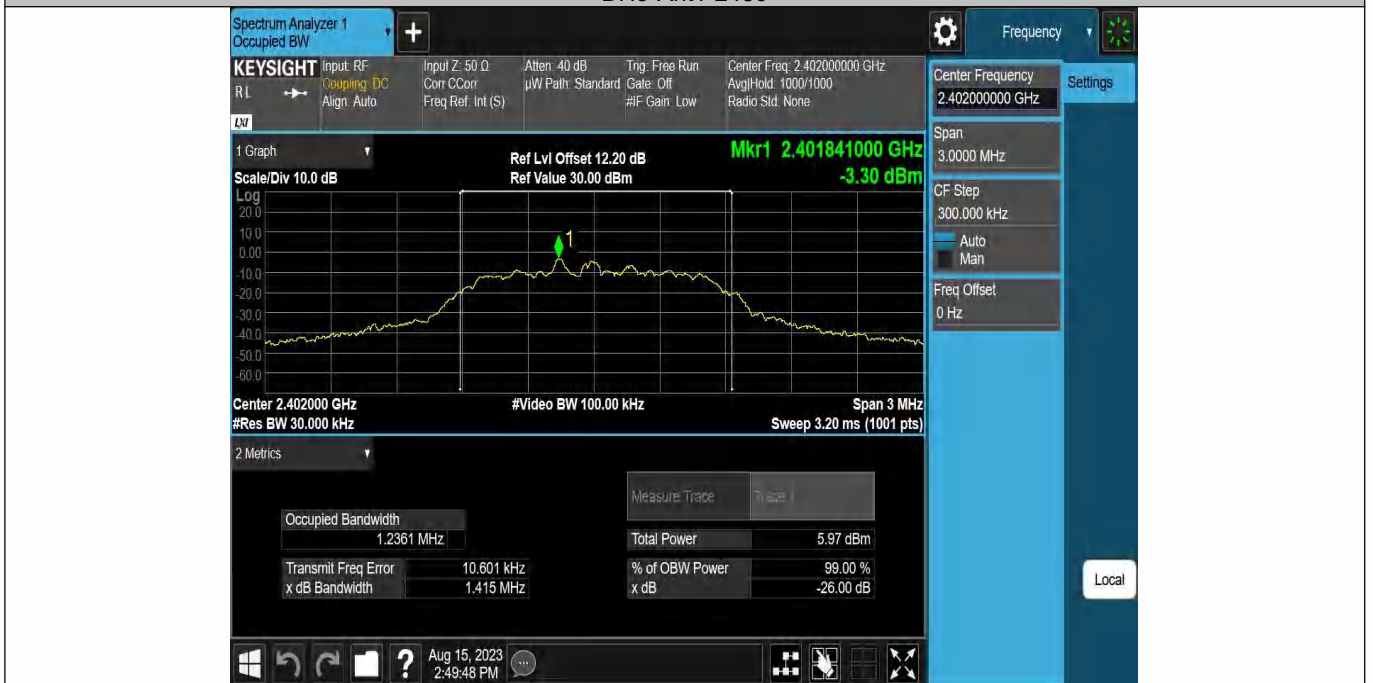 Spectrum Analyzer 1
Occupied BW
+
Frequency
KEYSIGHT
RL
LXI
Input: RF
Coupling: DC
Align: Auto
Input Z: 50 Ω
Corr CCorr
Freq Ref: Int (S)
Atten: 40 dB
µW Path: Standard
Trig: Free Run
Gate: Off
#IF Gain: Low
Center Freq: 2.402000000 GHz
Avg|Hold: 1000/1000
Radio Std: None
Center Frequency
2.402000000 GHz
Settings
Span
3.0000 MHz
CF Step
300.000 kHz
Auto
Man
Freq Offset
0 Hz
Local
1 Graph
Scale/Div 10.0 dB
Ref Lvl Offset 12.20 dB
Ref Value 30.00 dBm
Mkr1 2.401841000 GHz
-3.30 dBm
Log
20.0
10.0
0.00
-10.0
-20.0
-30.0
-40.0
-50.0
-60.0
1
Center 2.402000 GHz
#Res BW 30.000 kHz
#Video BW 100.00 kHz
Span 3 MHz
Sweep 3.20 ms (1001 pts)
2 Metrics
Measure Trace Trace 1
Occupied Bandwidth
1.2361 MHz
Total Power 5.97 dBm
Transmit Freq Error 10.601 kHz
% of OBW Power 99.00 %
x dB Bandwidth 1.415 MHz
x dB -26.00 dB
?
Aug 15, 2023
2:49:48 PM